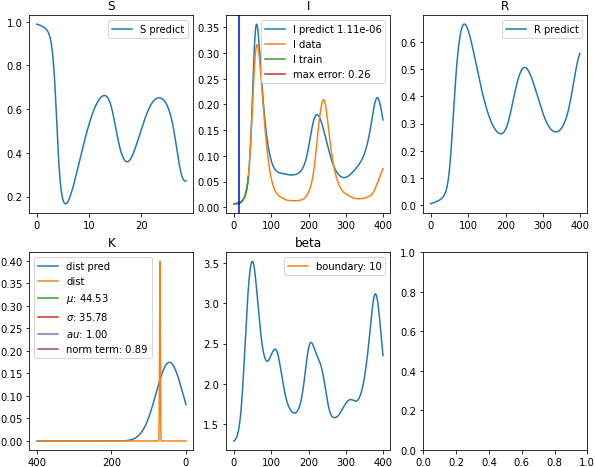 S
I
R
S predict
I predict 1.11e-06
I data
I train
max error: 0.26
R predict
1.0
0.8
0.6
0.4
0.2
0.35
0.30
0.25
0.20
0.15
0.10
0.05
0.00
0.6
0.5
0.4
0.3
0.2
0.1
0.0
0 10 20
0 100 200 300 400
0 100 200 300 400
K
beta
dist pred
dist
μ: 44.53
σ: 35.78
au: 1.00
norm term: 0.89
boundary: 10
0.40
0.35
0.30
0.25
0.20
0.15
0.10
0.05
0.00
3.5
3.0
2.5
2.0
1.5
1.0
0.8
0.6
0.4
0.2
0.0
400 200 0
0 100 200 300 400
0.0 0.2 0.4 0.6 0.8 1.0